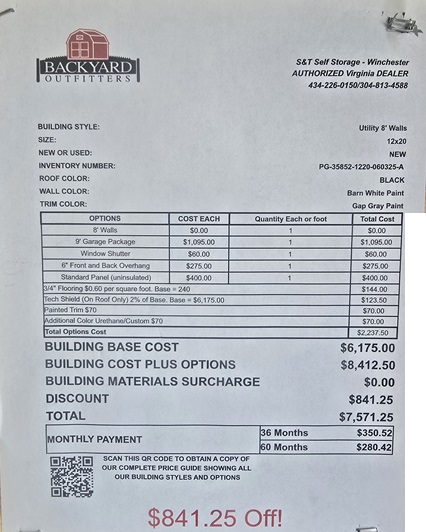 BACKYARD
OUTFITTERS
S&T Self Storage - Winchester
AUTHORIZED Virginia DEALER
434-226-0150/304-813-4588
BUILDING STYLE: Utility 8' Walls
SIZE: 12x20
NEW OR USED: NEW
INVENTORY NUMBER: PG-35852-1220-060325-A
ROOF COLOR: BLACK
WALL COLOR: Barn White Paint
TRIM COLOR: Gap Gray Paint
OPTIONS COST EACH Quantity Each or foot Total Cost
8' Walls $0.00 1 $0.00
9' Garage Package $1,095.00 1 $1,095.00
Window Shutter $60.00 1 $60.00
6" Front and Back Overhang $275.00 1 $275.00
Standard Panel (uninsulated) $400.00 1 $400.00
3/4" Flooring $0.60 per square foot. Base = 240 $144.00
Tech Shield (On Roof Only) 2% of Base. Base = $6,175.00 $123.50
Painted Trim $70 $70.00
Additional Color Urethane/Custom $70 $70.00
Total Options Cost $2,237.50
BUILDING BASE COST $6,175.00
BUILDING COST PLUS OPTIONS $8,412.50
BUILDING MATERIALS SURCHARGE $0.00
DISCOUNT $841.25
TOTAL $7,571.25
MONTHLY PAYMENT
36 Months $350.52
60 Months $280.42
SCAN THIS QR CODE TO OBTAIN A COPY OF
OUR COMPLETE PRICE GUIDE SHOWING ALL
OUR BUILDING STYLES AND OPTIONS
$841.25 Off!